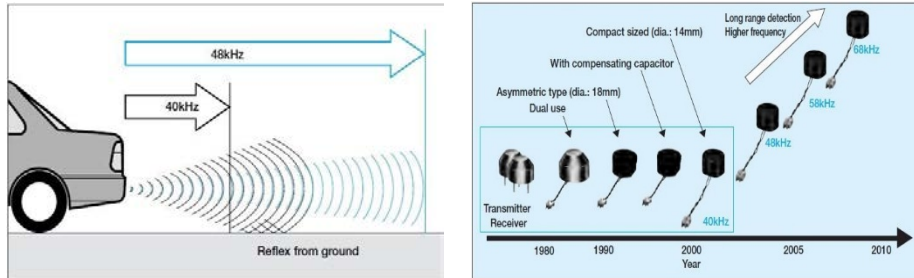 48kHz
40kHz
Reflex from ground
Long range detection
Higher frequency
Compact sized (dia.: 14mm)
68kHz
With compensating capacitor
58kHz
Asymmetric type (dia.: 18mm)
Dual use
48kHz
Transmitter
Receiver
40kHz
1980
1990
2000
2005
2010
Year